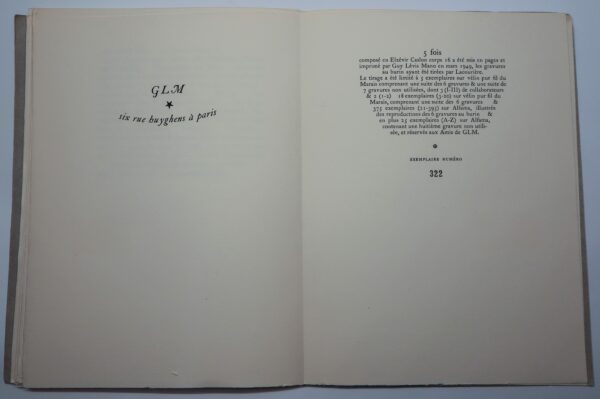 GLM
six rue huyghens à paris
5 fois
composé en Elzévir Caslon corps 16 a été mis en pages et
imprimé par Guy Lévis Mano en mars 1949, les gravures
au burin ayant été tirées par Lacourière.
Le tirage a été limité à 5 exemplaires sur vélin pur fil du
Marais comprenant une suite des 6 gravures & une suite de
7 gravures non utilisées, dont 3 (I-III) de collaborateurs
& 2 (1-2) 18 exemplaires (3-20) sur vélin pur fil du
Marais, comprenant une suite des 6 gravures &
375 exemplaires (21-395) sur Alfama, illustrés
des reproductions des 6 gravures au burin &
en plus 25 exemplaires (A-Z) sur Alfama,
contenant une huitième gravure non utili-
sée, et réservés aux Amis de GLM.
EXEMPLAIRE NUMÉRO
322